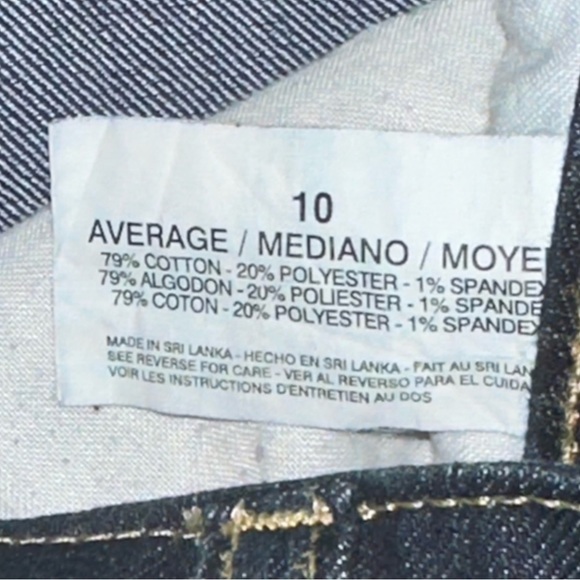 10
AVERAGE / MEDIANO / MOYE
79% COTTON - 20% POLYESTER - 1% SPANDEX
79% ALGODON - 20% POLIESTER - 1% SPANDE
79% COTON - 20% POLYESTER - 1% SPANDEX
MADE IN SRI LANKA - HECHO EN SRI LANKA - FAIT AU SRI LAN
SEE REVERSE FOR CARE - VER AL REVERSO PARA EL CUIDA
VOIR LES INSTRUCTIONS D'ENTRETIEN AU DOS